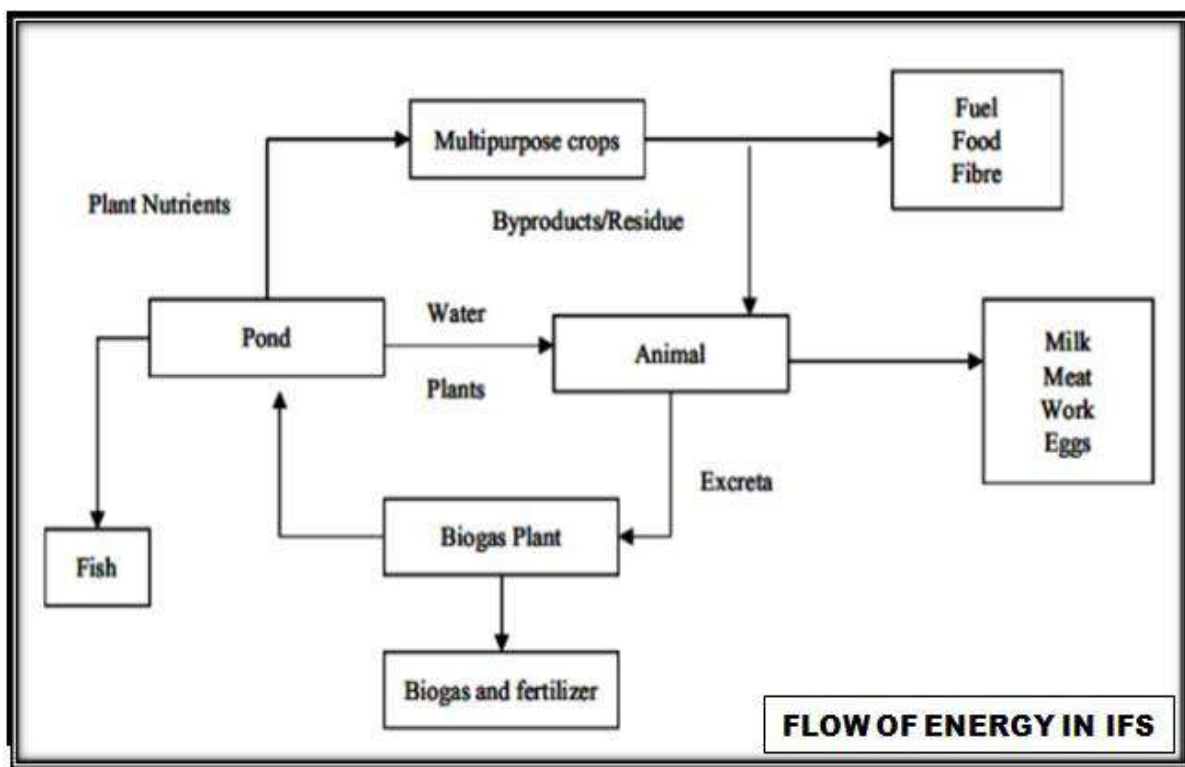 Multipurpose crops
Fuel
Food
Fibre
Plant Nutrients
Byproducts/Residue
Pond
Water
Plants
Animal
Milk
Meat
Work
Eggs
Excreta
Biogas Plant
Fish
Biogas and fertilizer
FLOW OF ENERGY IN IFS